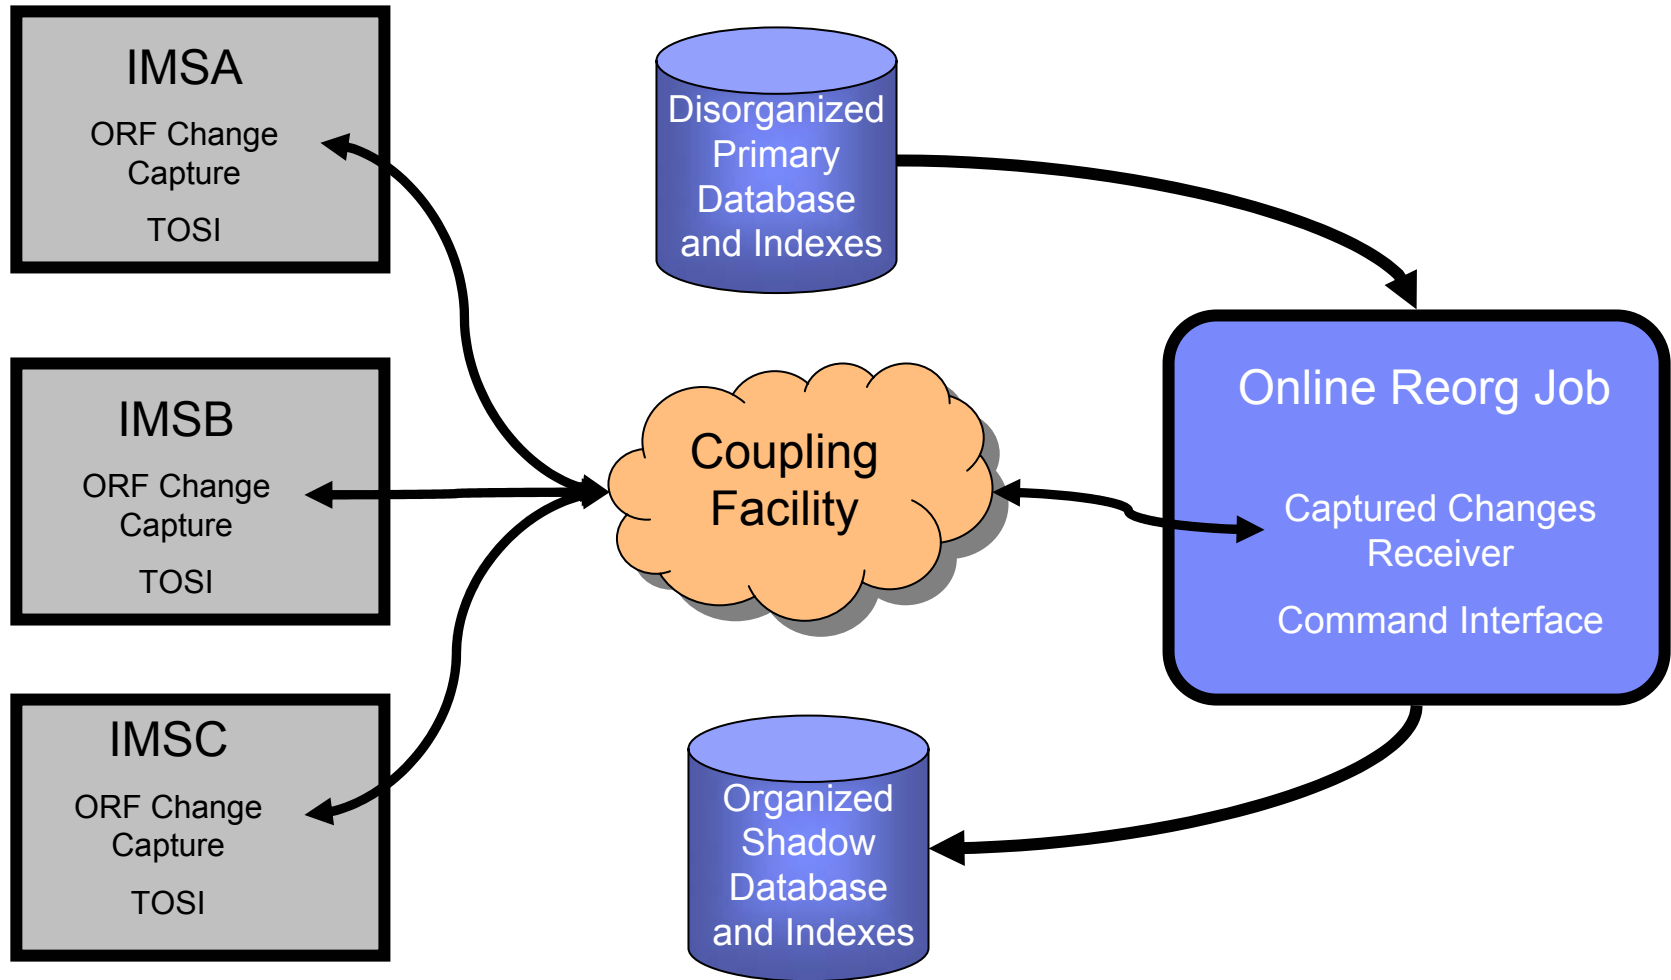 IMSA
ORF Change
Capture
TOSI
IMSB
ORF Change
Capture
TOSI
IMSC
ORF Change
Capture
TOSI
Disorganized
Primary
Database
and Indexes
Coupling
Facility
Organized
Shadow
Database
and Indexes
Online Reorg Job
Captured Changes
Receiver
Command Interface